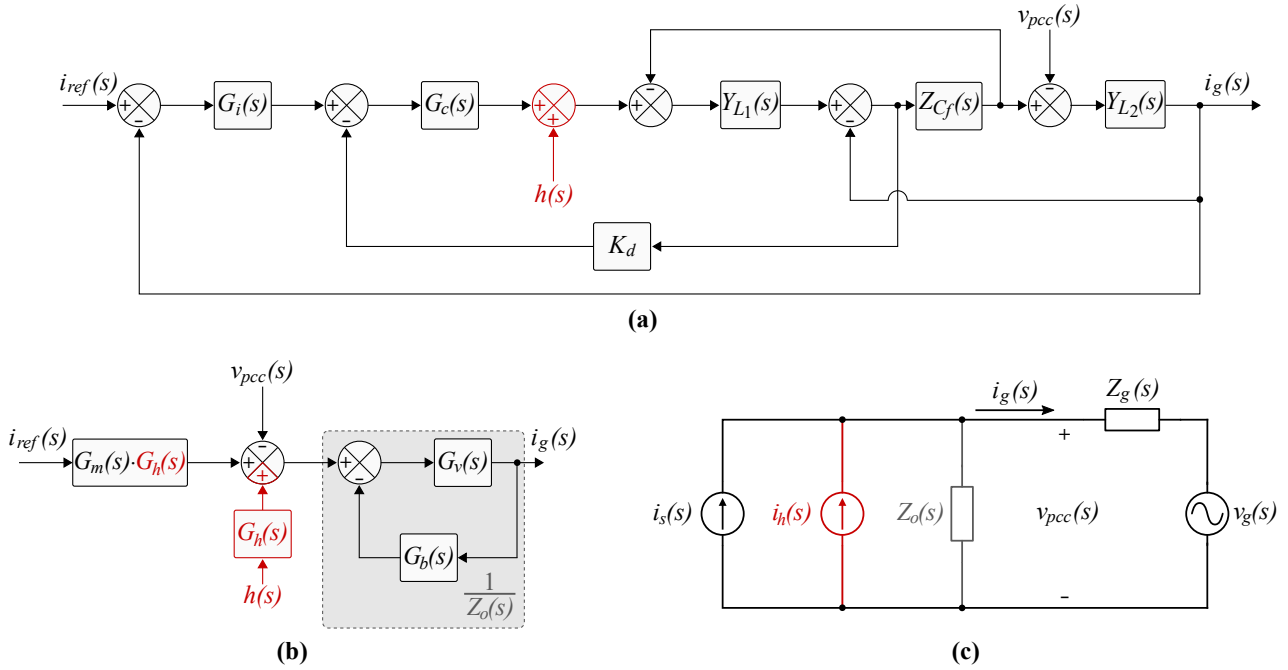 v_pcc(s)
i_ref(s) + - G_i(s) + - G_c(s) + + - + Y_L1(s) + - Z_Cf(s) + - Y_L2(s) i_g(s)
h(s)
K_d
(a)
v_pcc(s)
i_ref(s) G_m(s)·G_h(s) - + + + - G_v(s) i_g(s)
G_h(s)
G_b(s)
h(s)
1
Z_o(s)
(b)
i_g(s) Z_g(s)
+
i_s(s) i_h(s) Z_o(s) v_pcc(s) v_g(s)
-
(c)